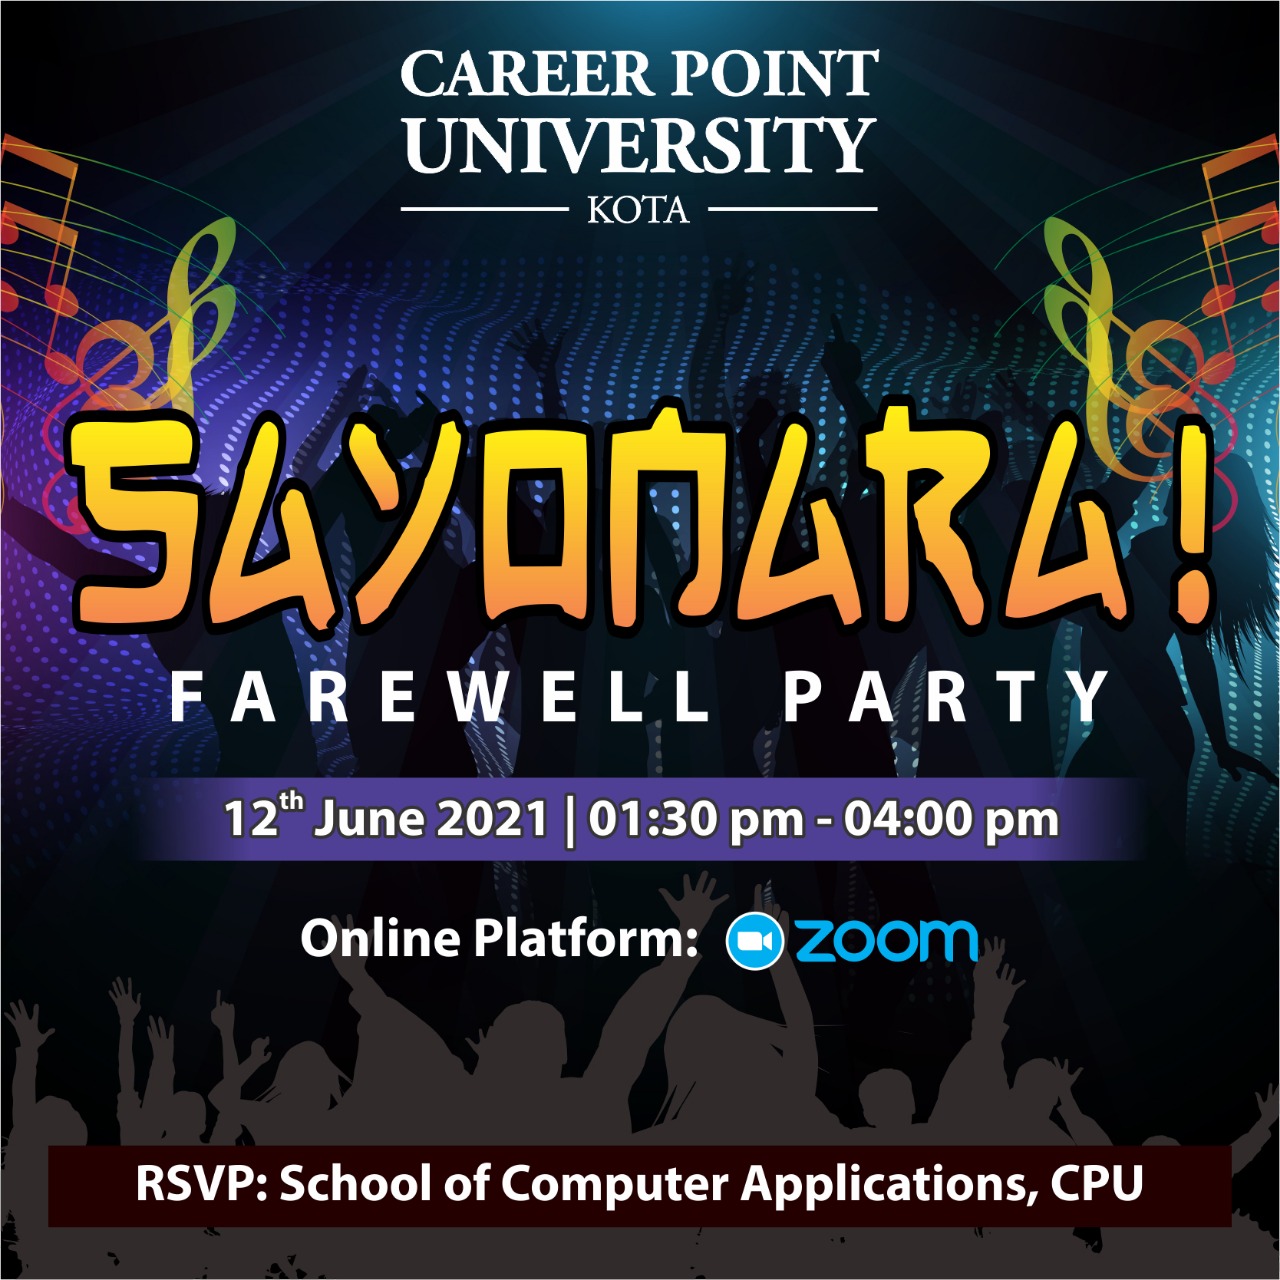 CAREER POINT
UNIVERSITY
KOTA
SAYONARA!
FAREWELL PARTY
12th June 2021 | 01:30 pm - 04:00 pm
Online Platform: zoom
RSVP: School of Computer Applications, CPU